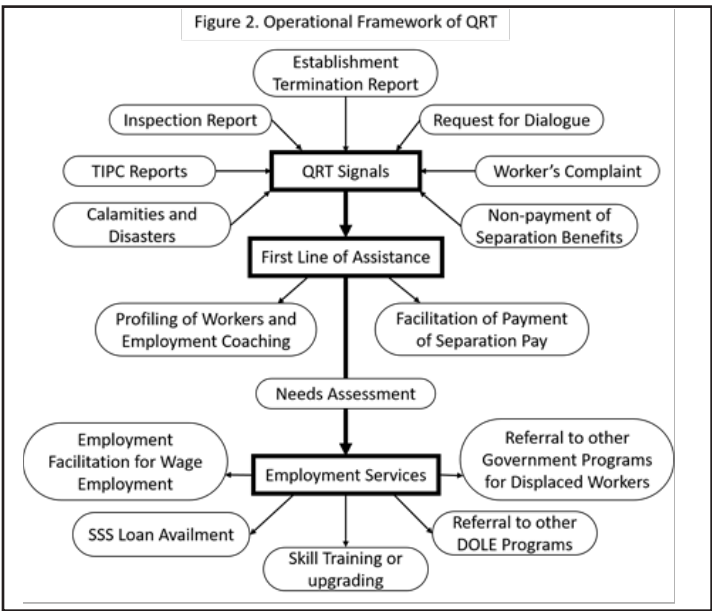 Figure 2. Operational Framework of QRT
Establishment
Termination Report
Inspection Report
Request for Dialogue
TIPC Reports
QRT Signals
Worker's Complaint
Calamities and
Disasters
Non-payment of
Separation Benefits
First Line of Assistance
Profiling of Workers and
Employment Coaching
Facilitation of Payment
of Separation Pay
Needs Assessment
Employment
Facilitation for Wage
Employment
Employment Services
Referral to other
Government Programs
for Displaced Workers
SSS Loan Availment
Skill Training or
upgrading
Referral to other
DOLE Programs